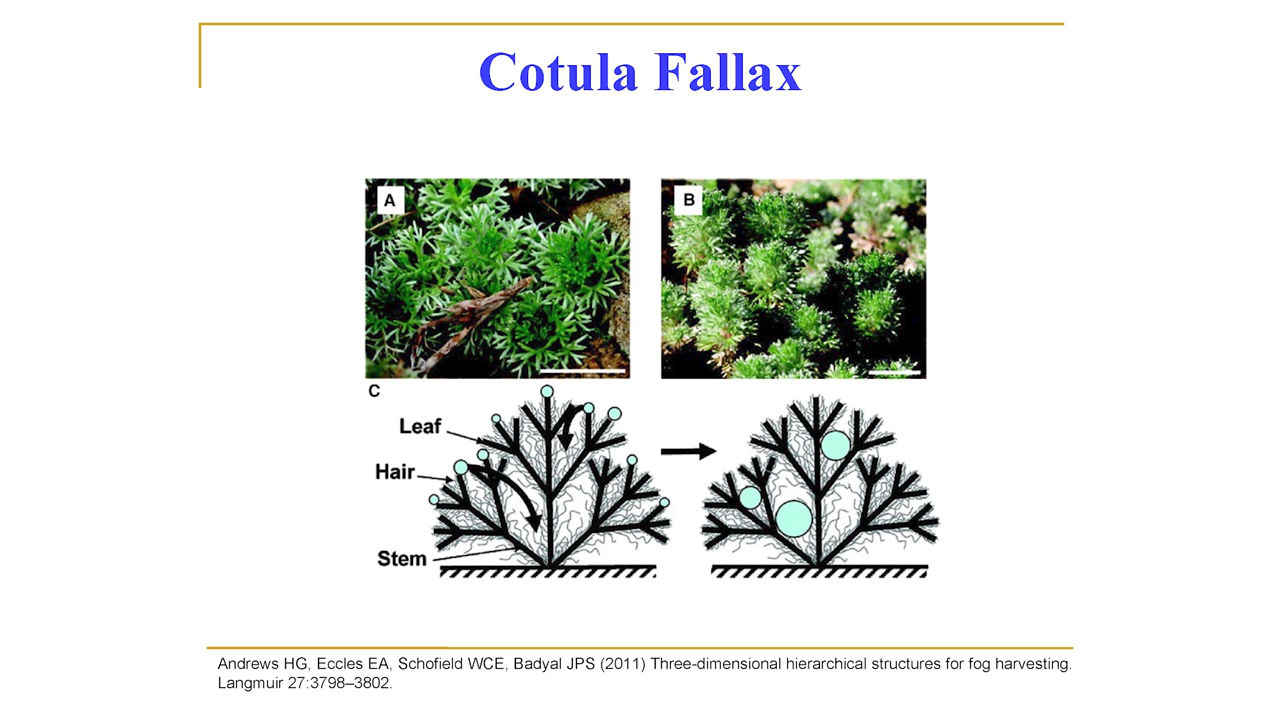 Cotula Fallax
A
B
C
Leaf
Hair
Stem
Andrews HG, Eccles EA, Schofield WCE, Badyal JPS (2011) Three-dimensional hierarchical structures for fog harvesting.
Langmuir 27:3798–3802.